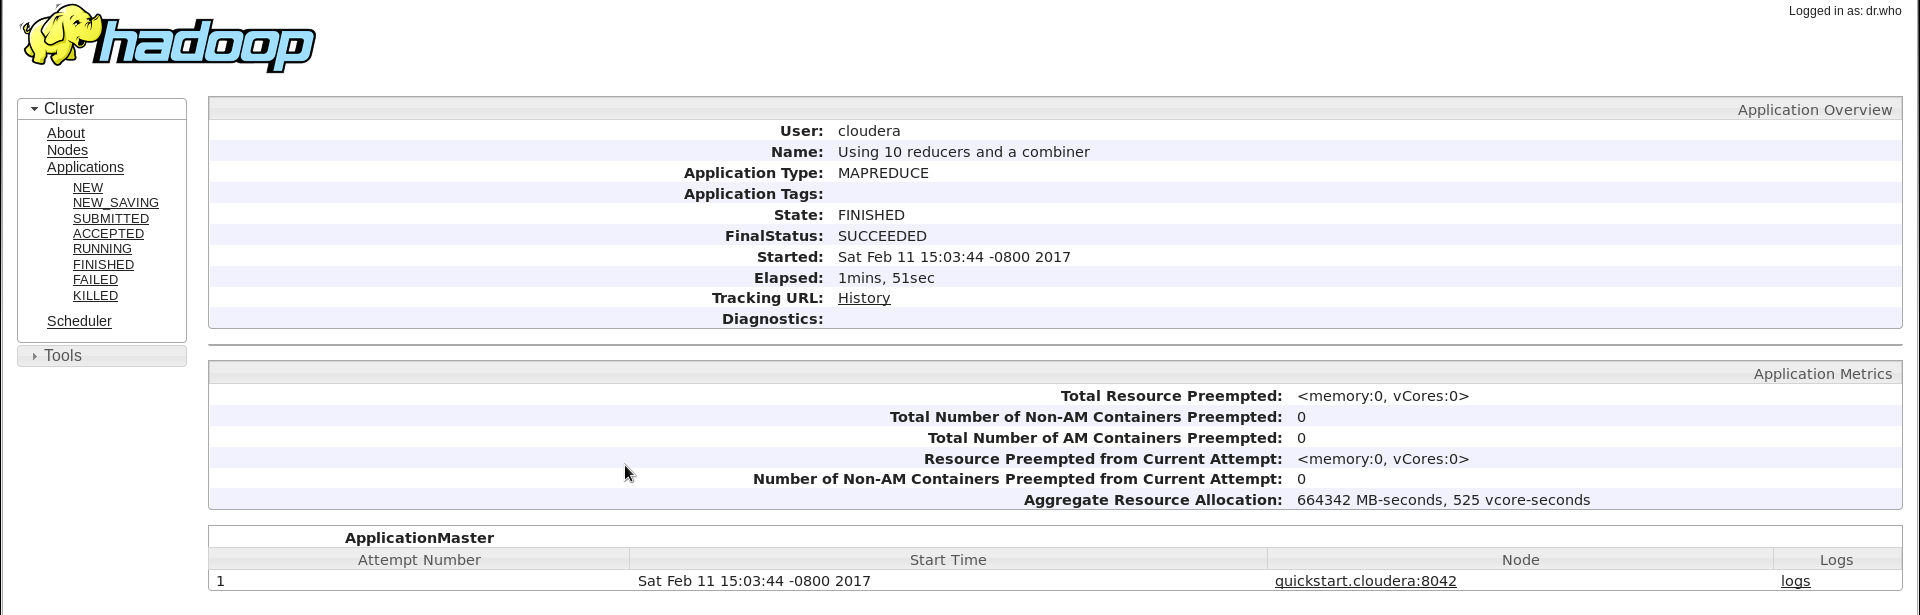 hadoop
Logged in as: dr.who
Cluster
About
Nodes
Applications
NEW
NEW_SAVING
SUBMITTED
ACCEPTED
RUNNING
FINISHED
FAILED
KILLED
Scheduler
Tools
Application Overview
User: cloudera
Name: Using 10 reducers and a combiner
Application Type: MAPREDUCE
Application Tags:
State: FINISHED
FinalStatus: SUCCEEDED
Started: Sat Feb 11 15:03:44 -0800 2017
Elapsed: 1mins, 51sec
Tracking URL: History
Diagnostics:
Application Metrics
Total Resource Preempted: <memory:0, vCores:0>
Total Number of Non-AM Containers Preempted: 0
Total Number of AM Containers Preempted: 0
Resource Preempted from Current Attempt: <memory:0, vCores:0>
Number of Non-AM Containers Preempted from Current Attempt: 0
Aggregate Resource Allocation: 664342 MB-seconds, 525 vcore-seconds
ApplicationMaster
Attempt Number Start Time Node Logs
1 Sat Feb 11 15:03:44 -0800 2017 quickstart.cloudera:8042 logs